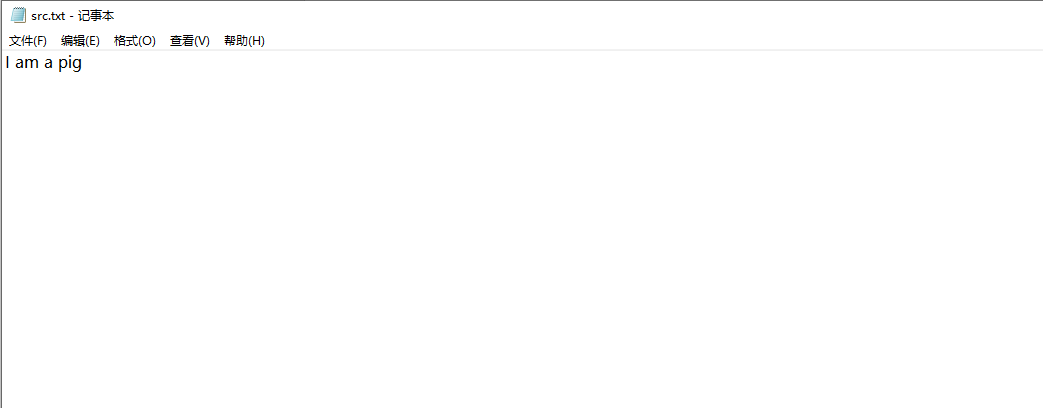 src.txt - 记事本
文件(F) 编辑(E) 格式(O) 查看(V) 帮助(H)
I am a pig